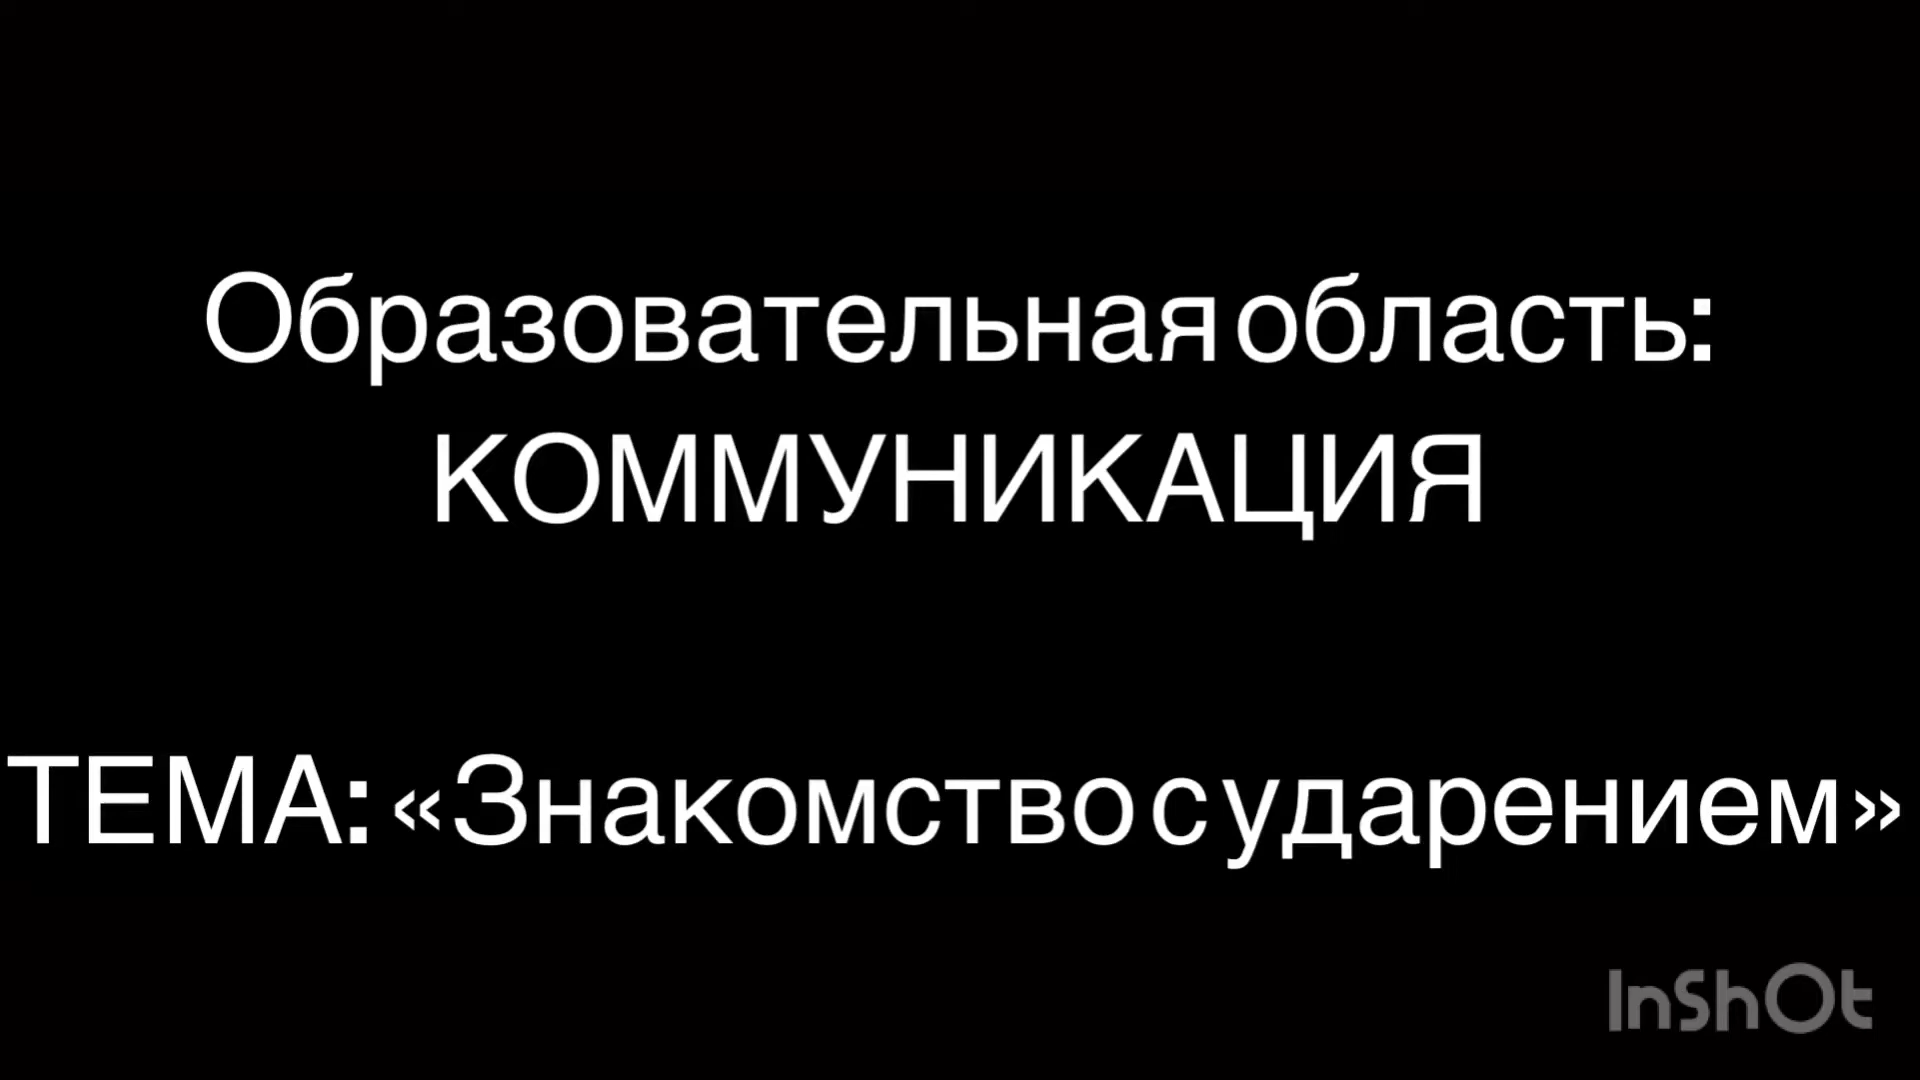 Образовательная область:
КОММУНИКАЦИЯ
ТЕМА: «Знакомство с ударением»
InShOt